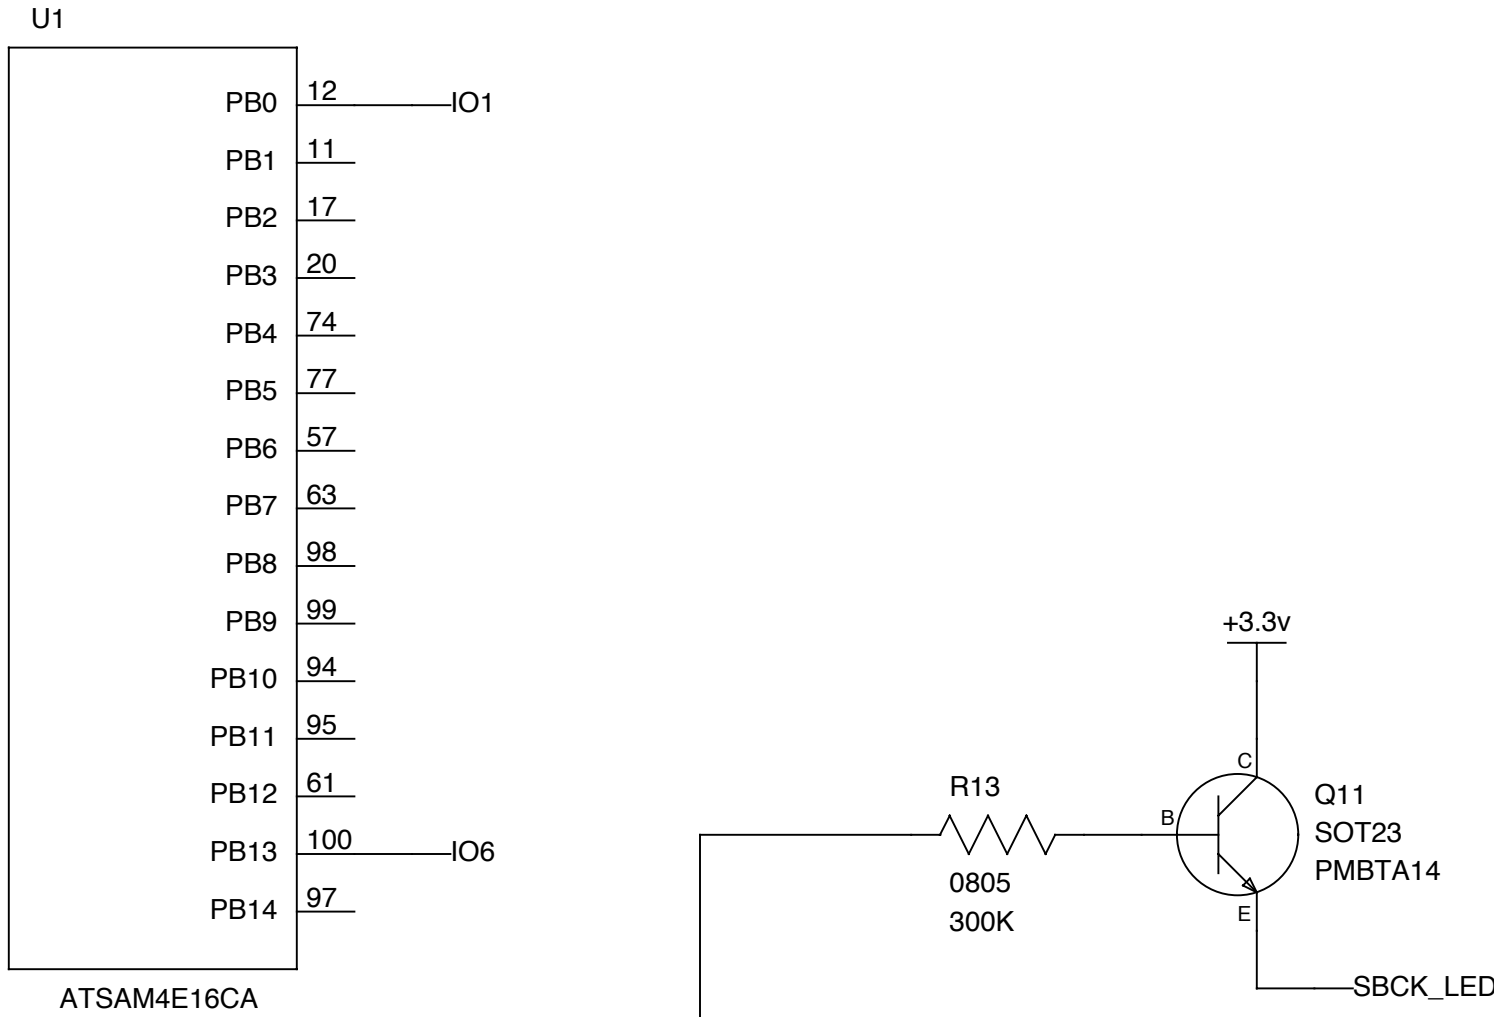 U1
PB0 12 IO1
PB1 11
PB2 17
PB3 20
PB4 74
PB5 77
PB6 57
PB7 63
PB8 98
PB9 99
PB10 94
PB11 95
PB12 61
PB13 100 IO6
PB14 97
ATSAM4E16CA
+3.3v
C
B
E
R13
0805
300K
Q11
SOT23
PMBTA14
SBCK_LED